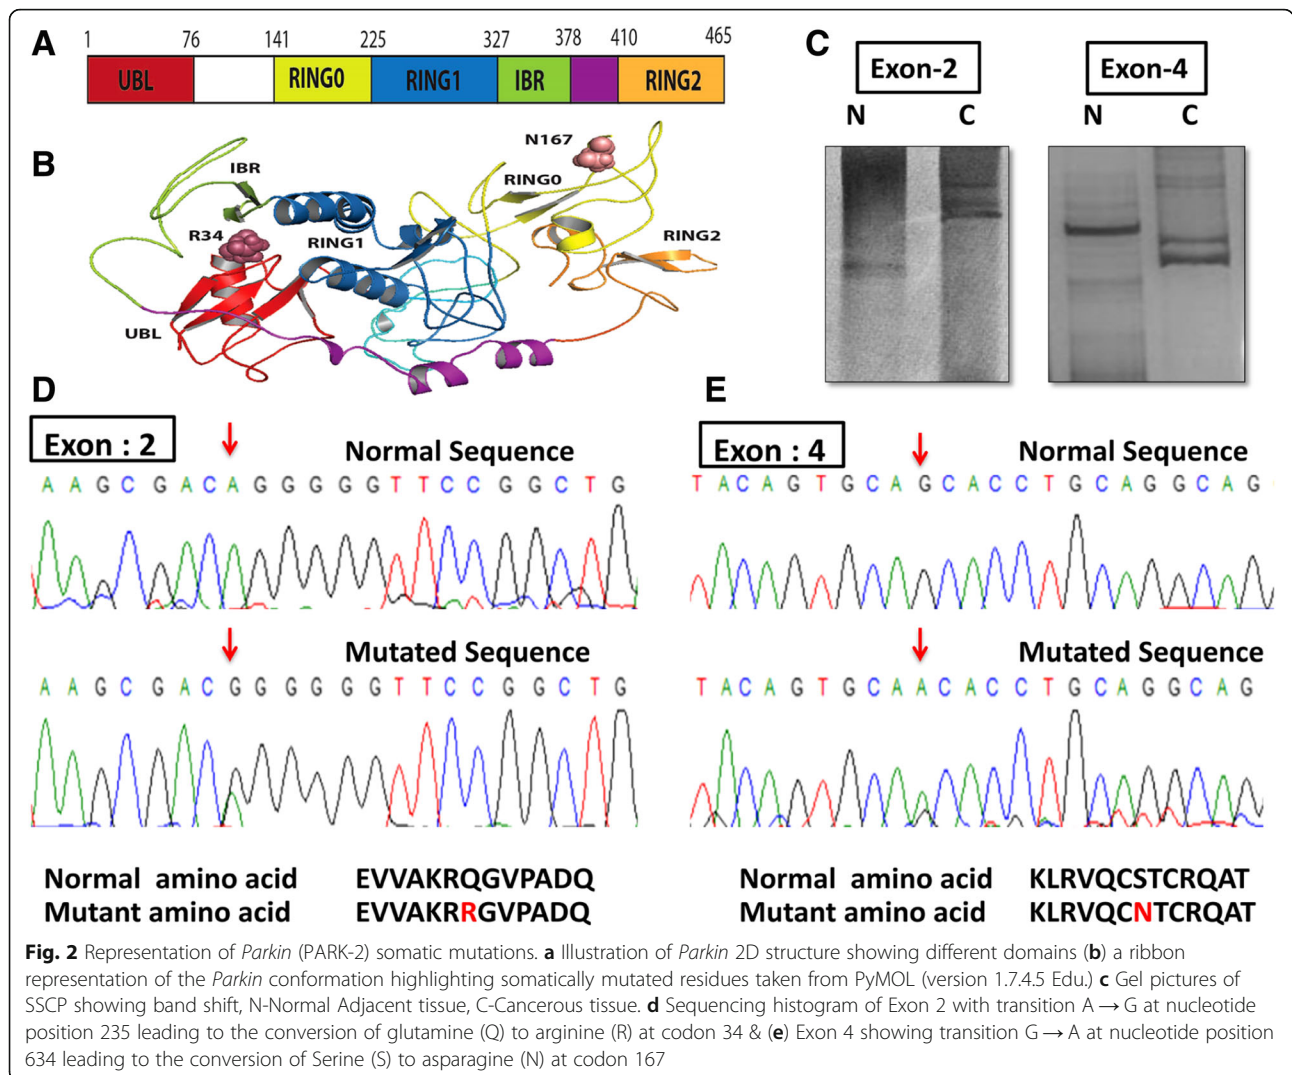 A
1 76 141 225 327 378 410 465
UBL RING0 RING1 IBR RING2
B
IBR
N167
RING0
R34
RING1
RING2
UBL
C
Exon-2
N C
Exon-4
N C
D
Exon : 2
Normal Sequence
A A G C G A C A G G G G G T T C C G G C T G
Mutated Sequence
A A G C G A C G G G G G G T T C C G G C T G
Normal amino acid EVVAKRQGVPADQ
Mutant amino acid EVVAKRRGVPADQ
E
Exon : 4
Normal Sequence
T A C A G T G C A G C A C C T G C A G G C A G
Mutated Sequence
T A C A G T G C A A C A C C T G C A G G C A G
Normal amino acid KLRVQCSTCRQAT
Mutant amino acid KLRVQCNTCRQAT
Fig. 2 Representation of Parkin (PARK-2) somatic mutations. a Illustration of Parkin 2D structure showing different domains (b) a ribbon
representation of the Parkin conformation highlighting somatically mutated residues taken from PyMOL (version 1.7.4.5 Edu.) c Gel pictures of
SSCP showing band shift, N-Normal Adjacent tissue, C-Cancerous tissue. d Sequencing histogram of Exon 2 with transition A → G at nucleotide
position 235 leading to the conversion of glutamine (Q) to arginine (R) at codon 34 & (e) Exon 4 showing transition G → A at nucleotide position
634 leading to the conversion of Serine (S) to asparagine (N) at codon 167